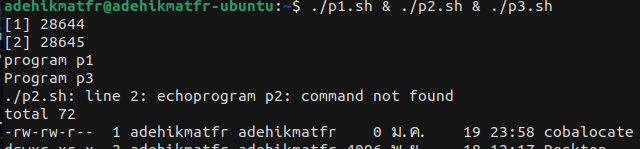 adehikmatfr@adehikmatfr-ubuntu:~$ ./p1.sh & ./p2.sh & ./p3.sh
[1] 28644
[2] 28645
program p1
Program p3
./p2.sh: line 2: echoprogram p2: command not found
total 72
-rw-rw-r-- 1 adehikmatfr adehikmatfr 0 ม.ค. 19 23:58 cobalocate
drwxr-xr-x 2 adehikmatfr adehikmatfr 4096 พ.ย. 18 12:17 Desktop